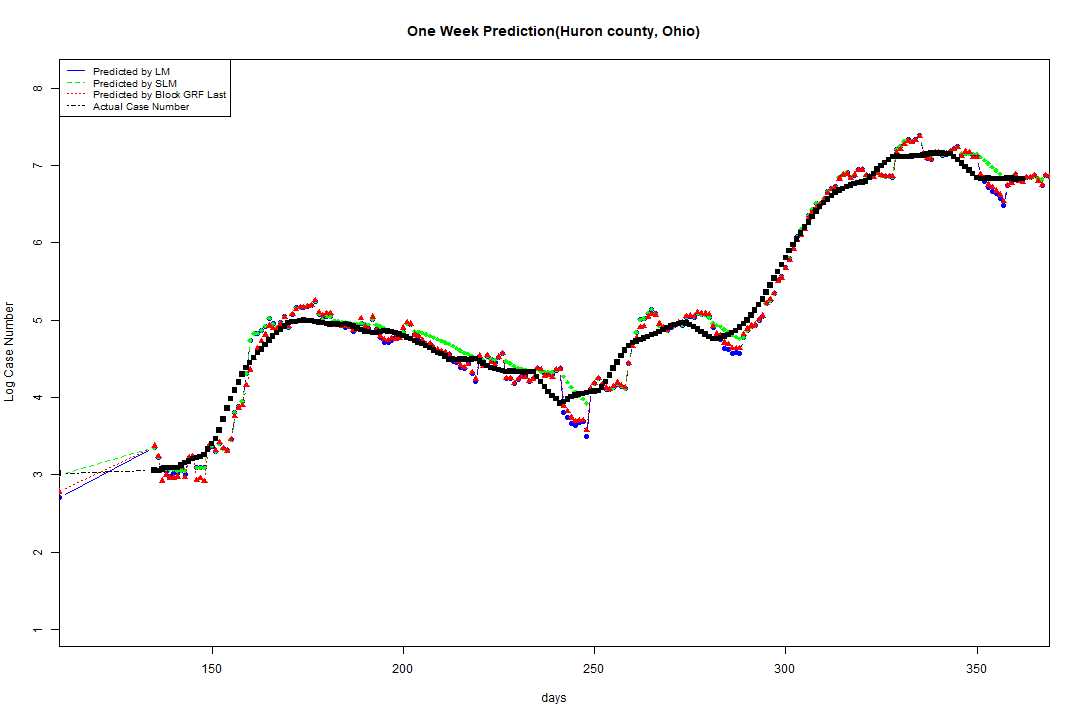 One Week Prediction(Huron county, Ohio)
Predicted by LM
Predicted by SLM
Predicted by Block GRF Last
Actual Case Number
8
7
6
5
4
3
2
1
Log Case Number
150 200 250 300 350
days